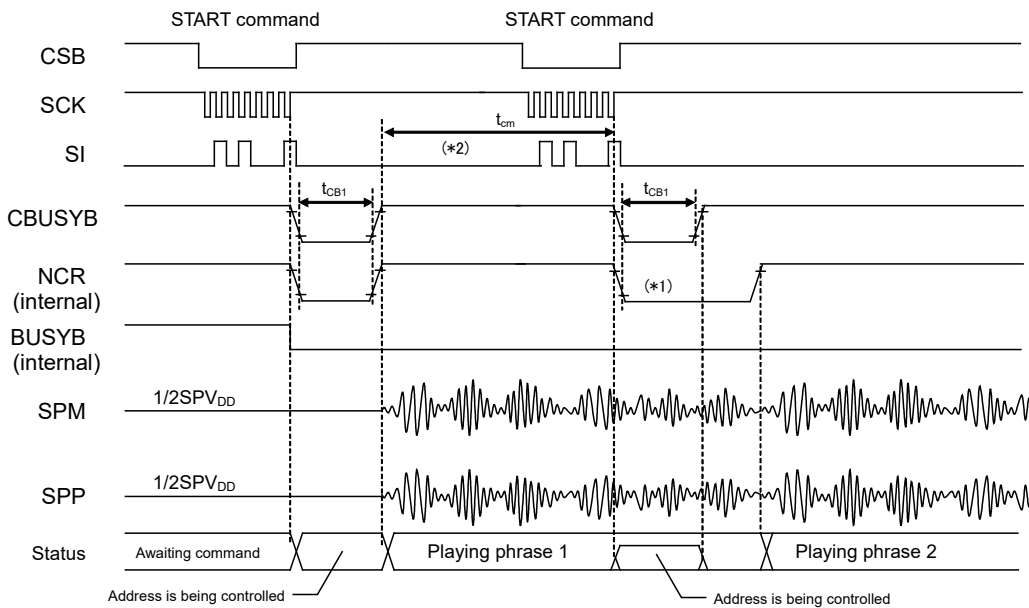 START command START command
CSB
SCK
t_cm
SI (*2)
t_CB1 t_CB1
CBUSYB
NCR (*1)
(internal)
BUSYB
(internal)
1/2SPV_DD
SPM
1/2SPV_DD
SPP
Status Awaiting command Playing phrase 1 Playing phrase 2
Address is being controlled Address is being controlled